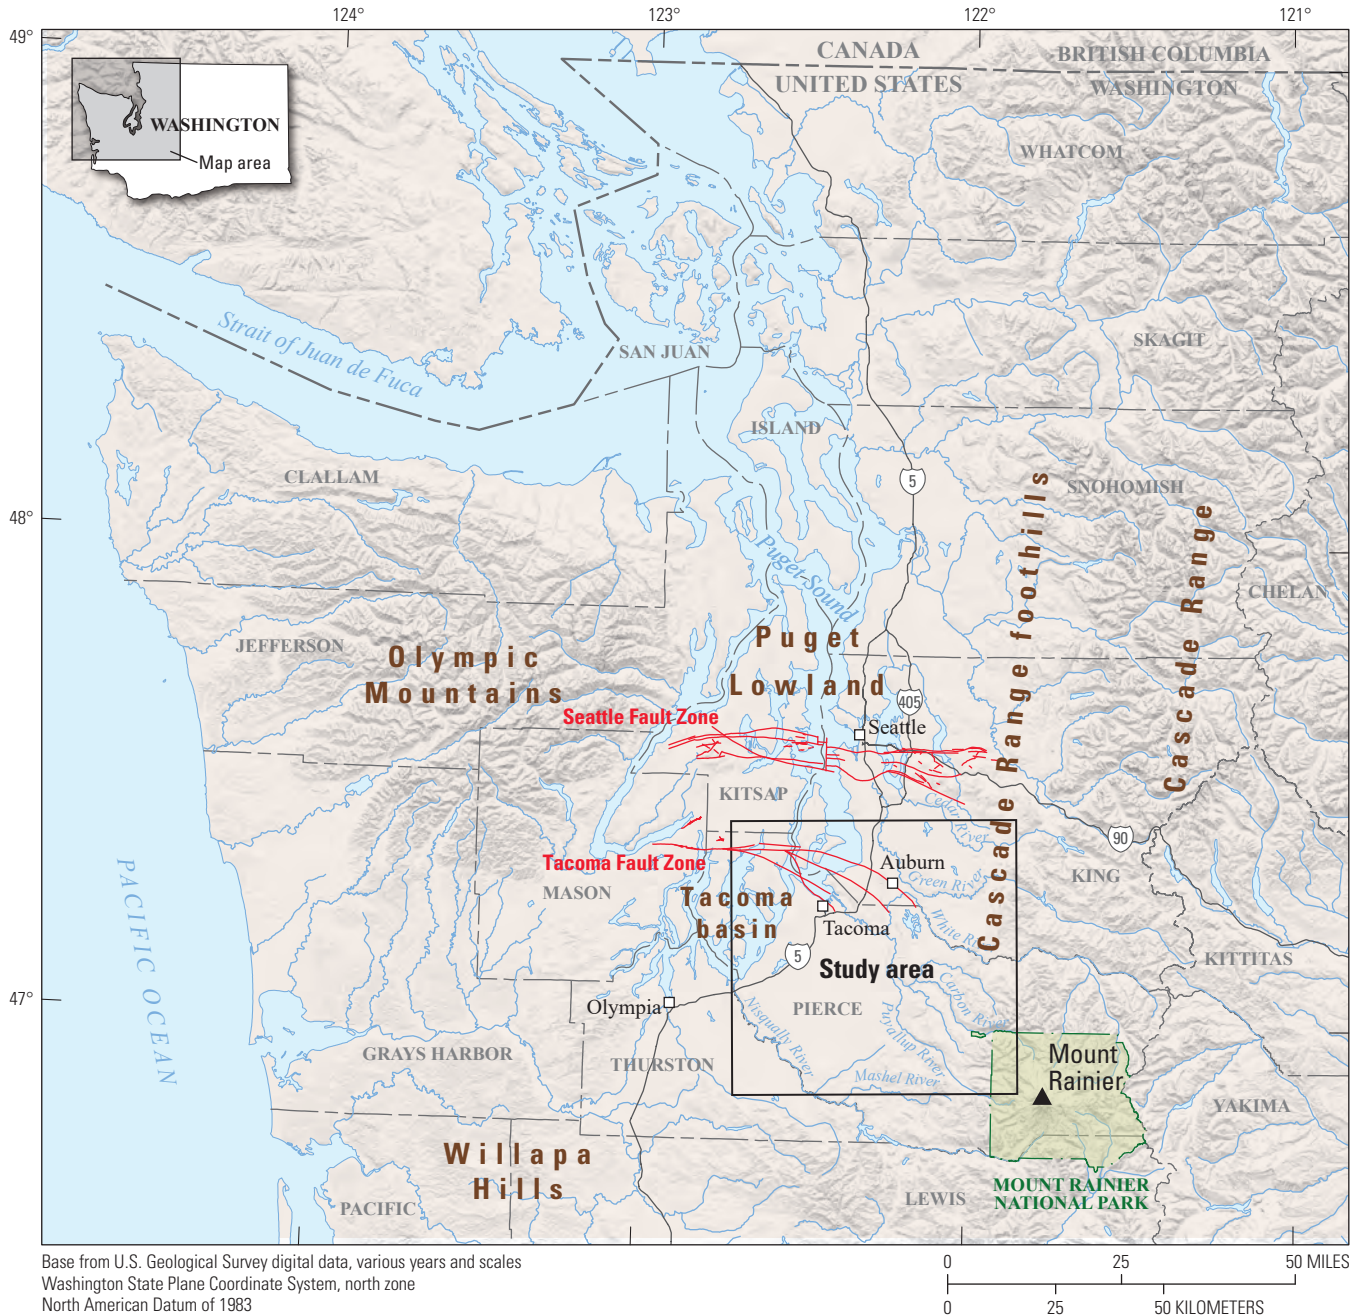 124°
123°
122°
121°
49°
CANADA
BRITISH COLUMBIA
UNITED STATES
WASHINGTON
WASHINGTON
Map area
WHATCOM
Strait of Juan de Fuca
SAN JUAN
SKAGIT
ISLAND
CLALLAM
5
SNOHOMISH
48°
Puget Sound
Cascade Range foothills
Cascade Range
CHELAN
JEFFERSON
Olympic
Mountains
Puget
Lowland
405
Seattle Fault Zone
Seattle
KITSAP
Cedar River
90
Tacoma Fault Zone
Auburn
Green River
KING
MASON
Tacoma
basin
Tacoma
White R
PACIFIC OCEAN
5
Study area
KITTITAS
47°
Olympia
PIERCE
Carbon River
Nisqually River
Puyallup River
GRAYS HARBOR
THURSTON
Mashel River
Mount
Rainier
YAKIMA
Willapa
Hills
MOUNT RAINIER
NATIONAL PARK
PACIFIC
LEWIS
Base from U.S. Geological Survey digital data, various years and scales
Washington State Plane Coordinate System, north zone
North American Datum of 1983
0 25 50 MILES
0 25 50 KILOMETERS